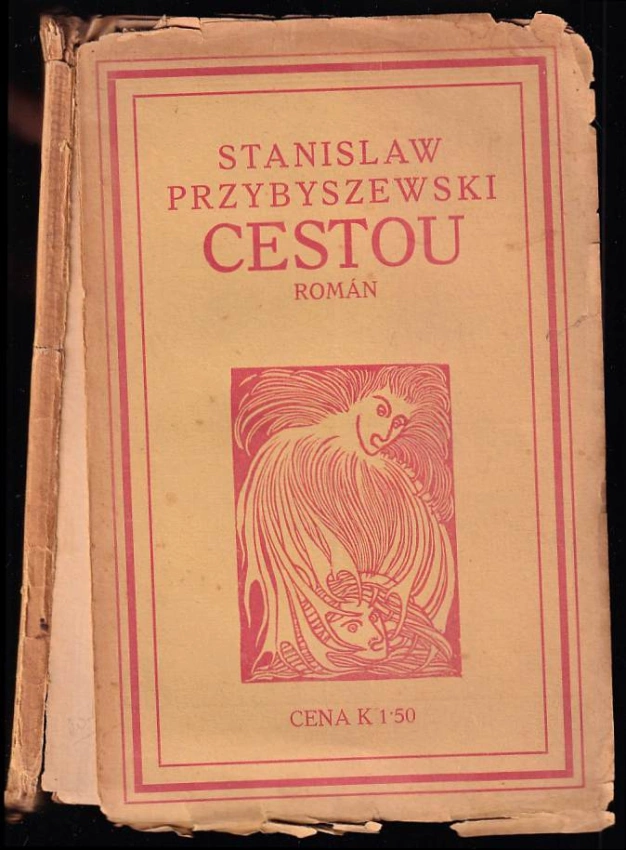 STANISLAW
PRZYBYSZEWSKI
CESTOU
ROMÁN
CENA K 1·50